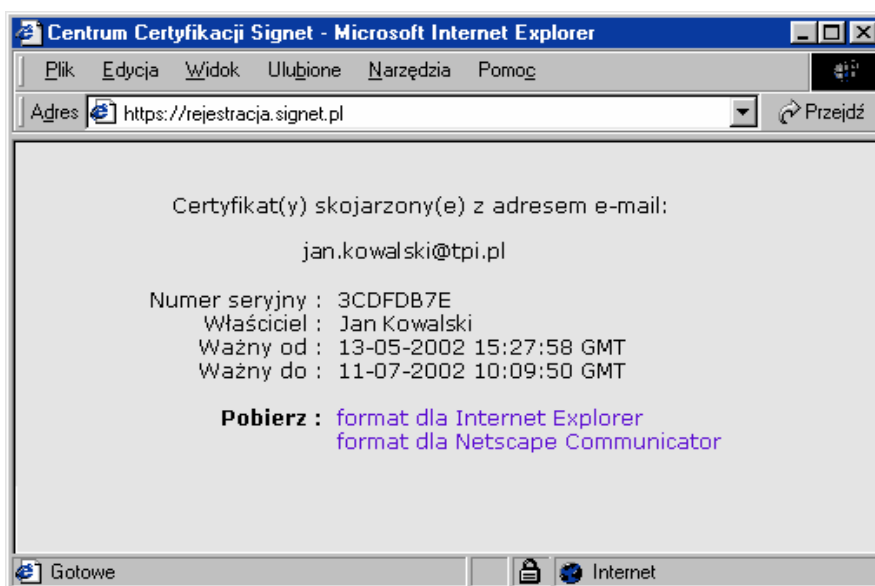 Centrum Certyfikacji Signet - Microsoft Internet Explorer
Plik Edycja Widok Ulubione Narzędzia Pomoc
Adres https://rejestracja.signet.pl Przejdź
Certyfikat(y) skojarzony(e) z adresem e-mail:
jan.kowalski@tpi.pl
Numer seryjny : 3CDFDB7E
Właściciel : Jan Kowalski
Ważny od : 13-05-2002 15:27:58 GMT
Ważny do : 11-07-2002 10:09:50 GMT
Pobierz : format dla Internet Explorer
format dla Netscape Communicator
Gotowe Internet